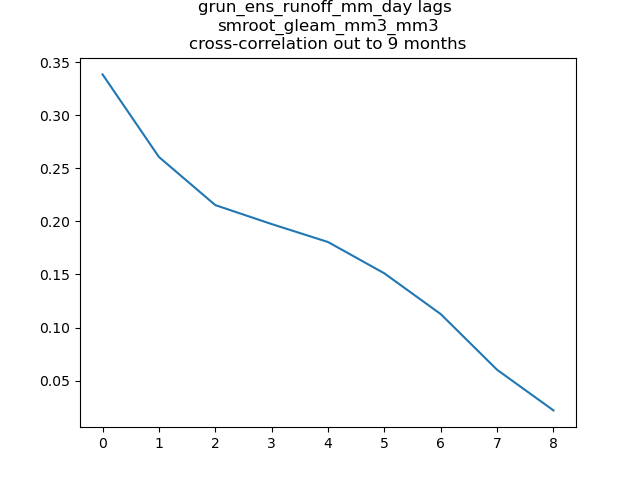 grun_ens_runoff_mm_day lags
smroot_gleam_mm3_mm3
cross-correlation out to 9 months
0.35
0.30
0.25
0.20
0.15
0.10
0.05
0 1 2 3 4 5 6 7 8